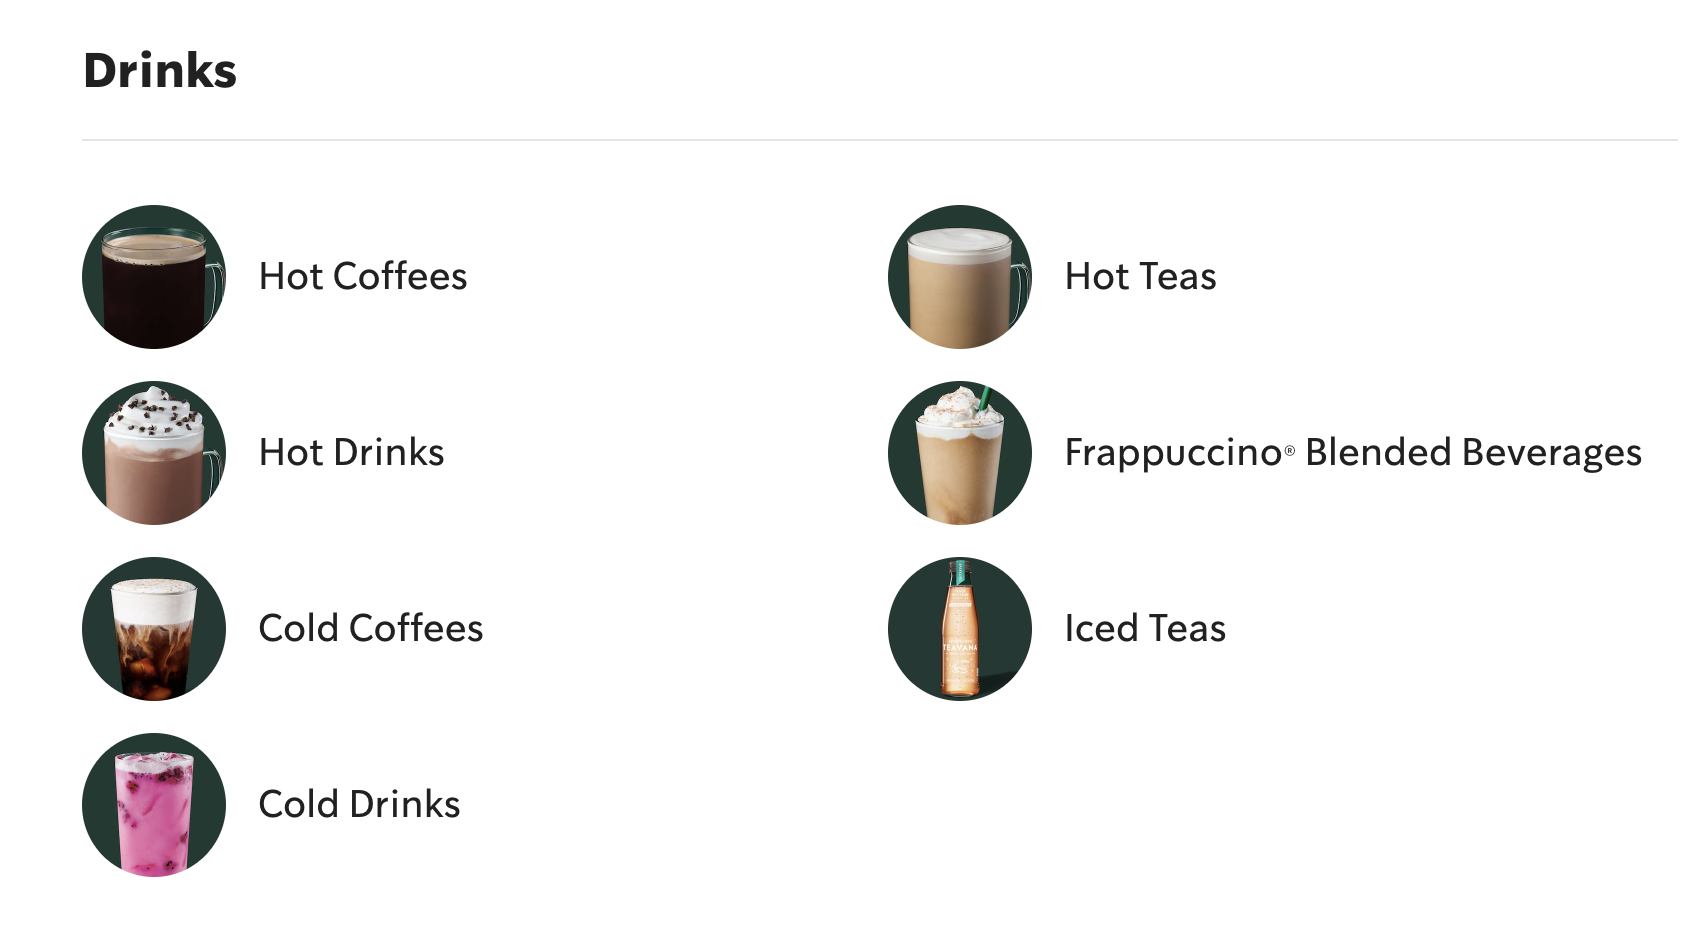 Drinks
Hot Coffees
Hot Teas
Hot Drinks
Frappuccino® Blended Beverages
Cold Coffees
Iced Teas
TEAVANA
Cold Drinks